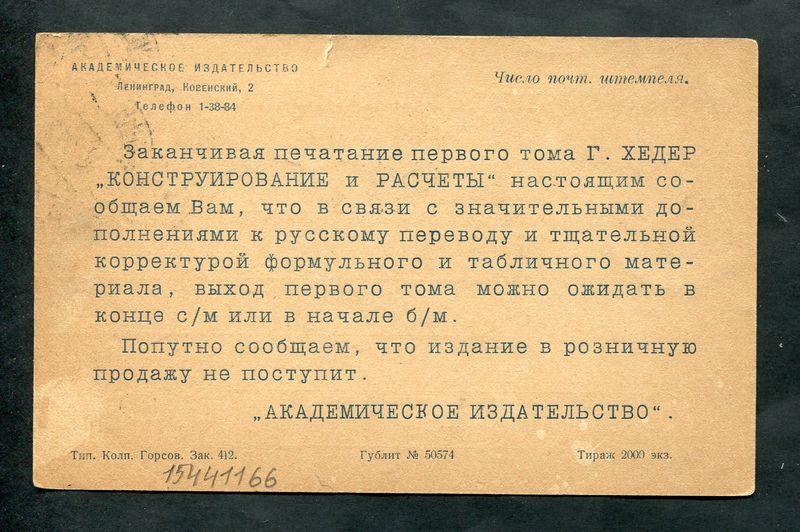 АКАДЕМИЧЕСКОЕ ИЗДАТЕЛЬСТВО
Ленинград, Ковенский, 2
Телефон 1-38-84
Число почт. штемпеля.
Заканчивая печатание первого тома Г. ХЕДЕР
„КОНСТРУИРОВАНИЕ и РАСЧЕТЫ“ настоящим со-
общаем Вам, что в связи с значительными до-
полнениями к русскому переводу и тщательной
корректурой формульного и табличного мате-
риала, выход первого тома можно ожидать в
конце с/м или в начале б/м.
Попутно сообщаем, что издание в розничную
продажу не поступит.
„АКАДЕМИЧЕСКОЕ ИЗДАТЕЛЬСТВО“.
Тип. Колп. Горсов. Зак. 412.
Гублит № 50574
Тираж 2000 экз.
15441166